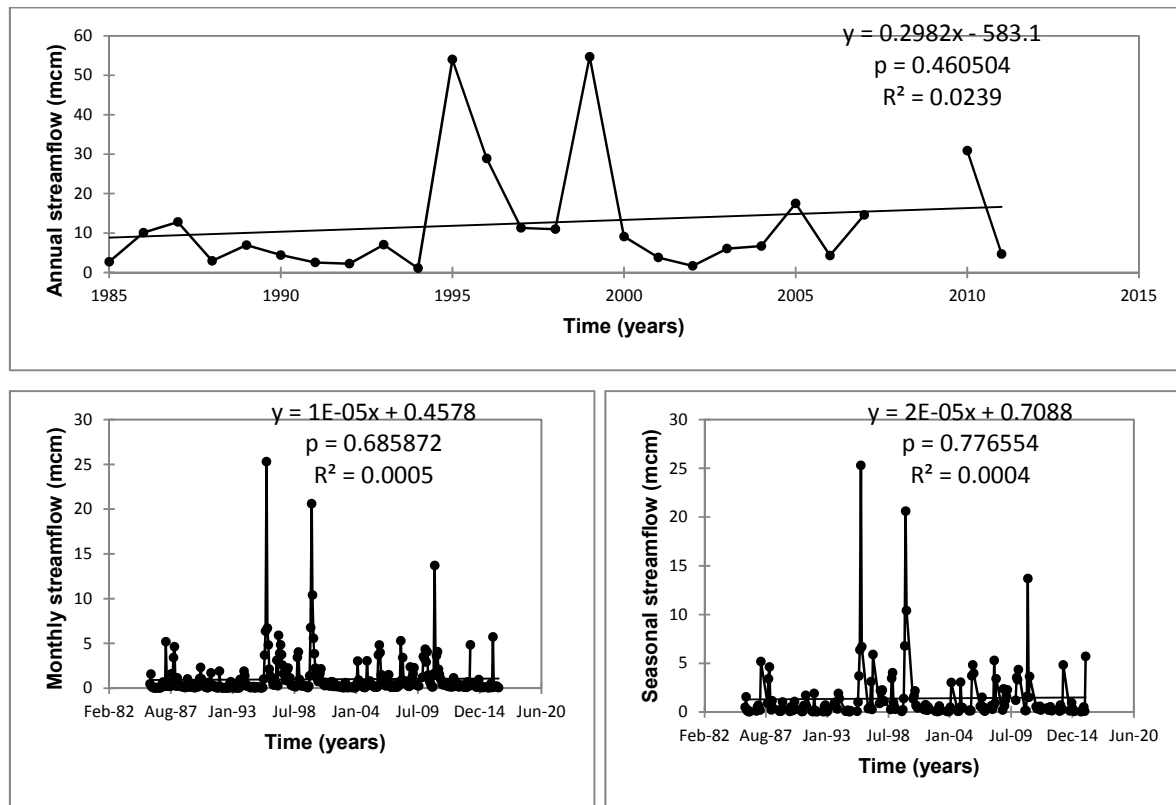 y = 0.2982x - 583.1
p = 0.460504
R² = 0.0239
Annual streamflow (mcm)
60
50
40
30
20
10
0
1985 1990 1995 2000 2005 2010 2015
Time (years)
y = 1E-05x + 0.4578
p = 0.685872
R² = 0.0005
Monthly streamflow (mcm)
30
25
20
15
10
5
0
Feb-82 Aug-87 Jan-93 Jul-98 Jan-04 Jul-09 Dec-14 Jun-20
Time (years)
y = 2E-05x + 0.7088
p = 0.776554
R² = 0.0004
Seasonal streamflow (mcm)
30
25
20
15
10
5
0
Feb-82 Aug-87 Jan-93 Jul-98 Jan-04 Jul-09 Dec-14 Jun-20
Time (years)